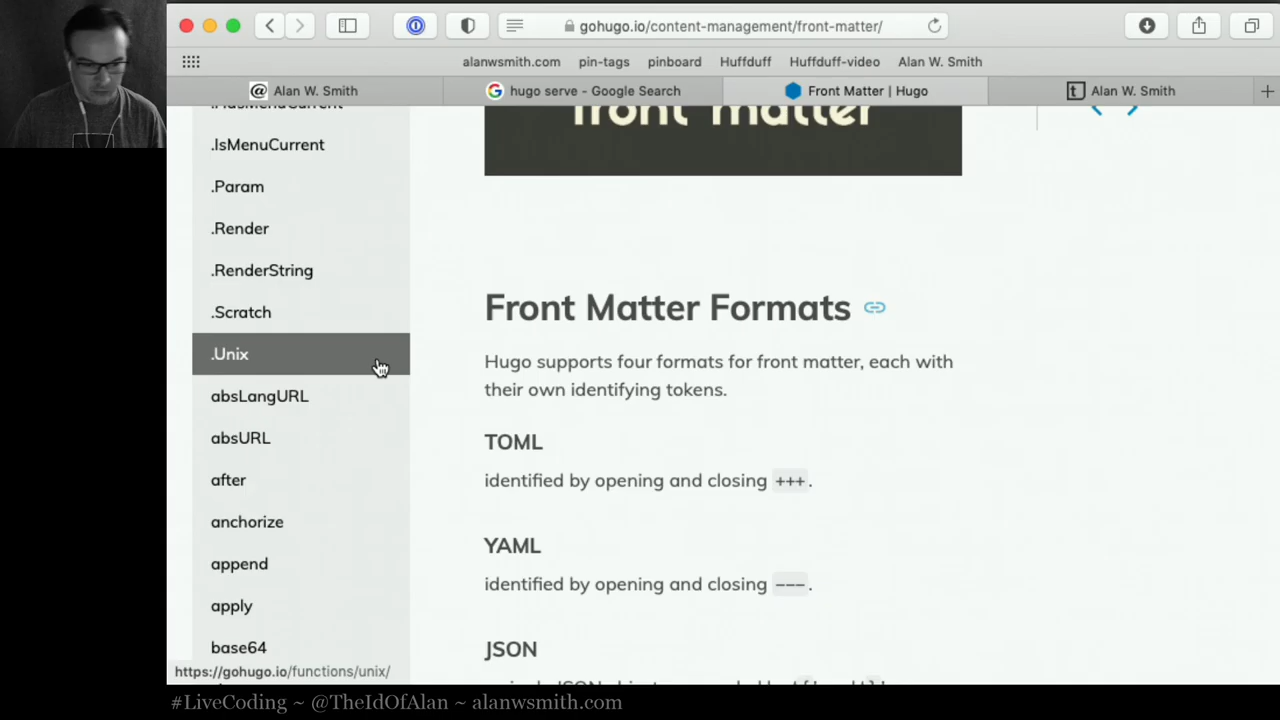 gohugo.io/content-management/front-matter/
alanwsmith.com
pin-tags
pinboard
Huffduff
Huffduff-video
Alan W. Smith
@ Alan W. Smith
G hugo serve - Google Search
Front Matter | Hugo
t Alan W. Smith
+
.HasMenuCurrent
.IsMenuCurrent
.Param
.Render
.RenderString
.Scratch
.Unix
absLangURL
absURL
after
anchorize
append
apply
base64
front matter
Front Matter Formats
Hugo supports four formats for front matter, each with
their own identifying tokens.
TOML
identified by opening and closing +++.
YAML
identified by opening and closing ---.
JSON
https://gohugo.io/functions/unix/
#LiveCoding ~ @TheIdOfAlan ~ alanwsmith.com